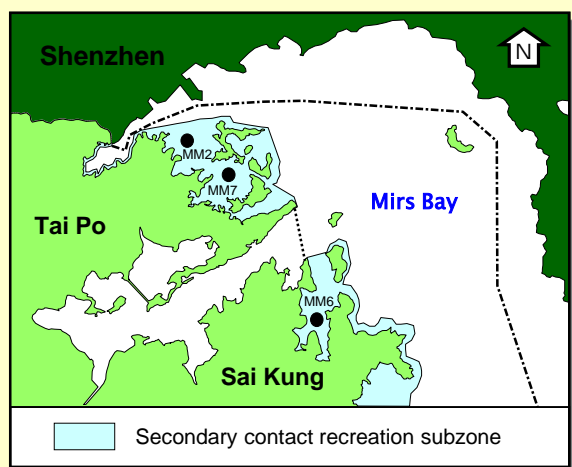 Shenzhen
N
MM2
MM7
Mirs Bay
Tai Po
MM6
Sai Kung
Secondary contact recreation subzone